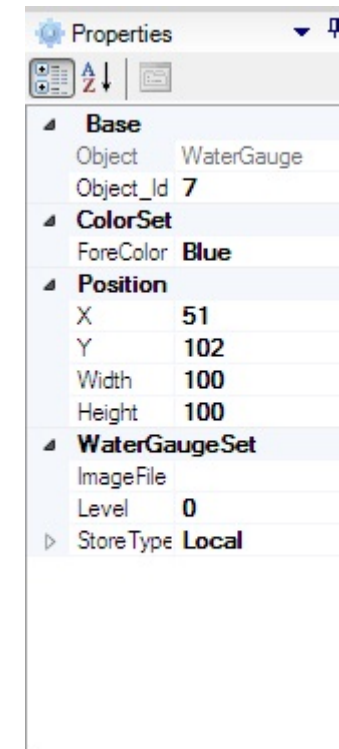 Properties
A
Z
Base
Object WaterGauge
Object_Id 7
ColorSet
ForeColor Blue
Position
X 51
Y 102
Width 100
Height 100
WaterGaugeSet
ImageFile
Level 0
StoreType Local